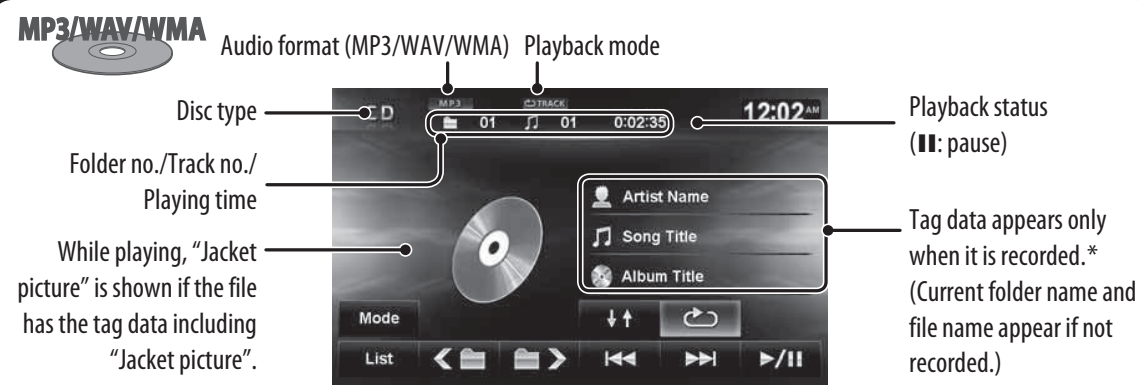 MP3/WAV/WMA
Audio format (MP3/WAV/WMA)
Playback mode
Disc type
Folder no./Track no./
Playing time
While playing, “Jacket
picture” is shown if the file
has the tag data including
“Jacket picture”.
CD
MP3
TRACK
01
01
0:02:35
12:02AM
Artist Name
Song Title
Album Title
Mode
List
Playback status
(II: pause)
Tag data appears only
when it is recorded.*
(Current folder name and
file name appear if not
recorded.)